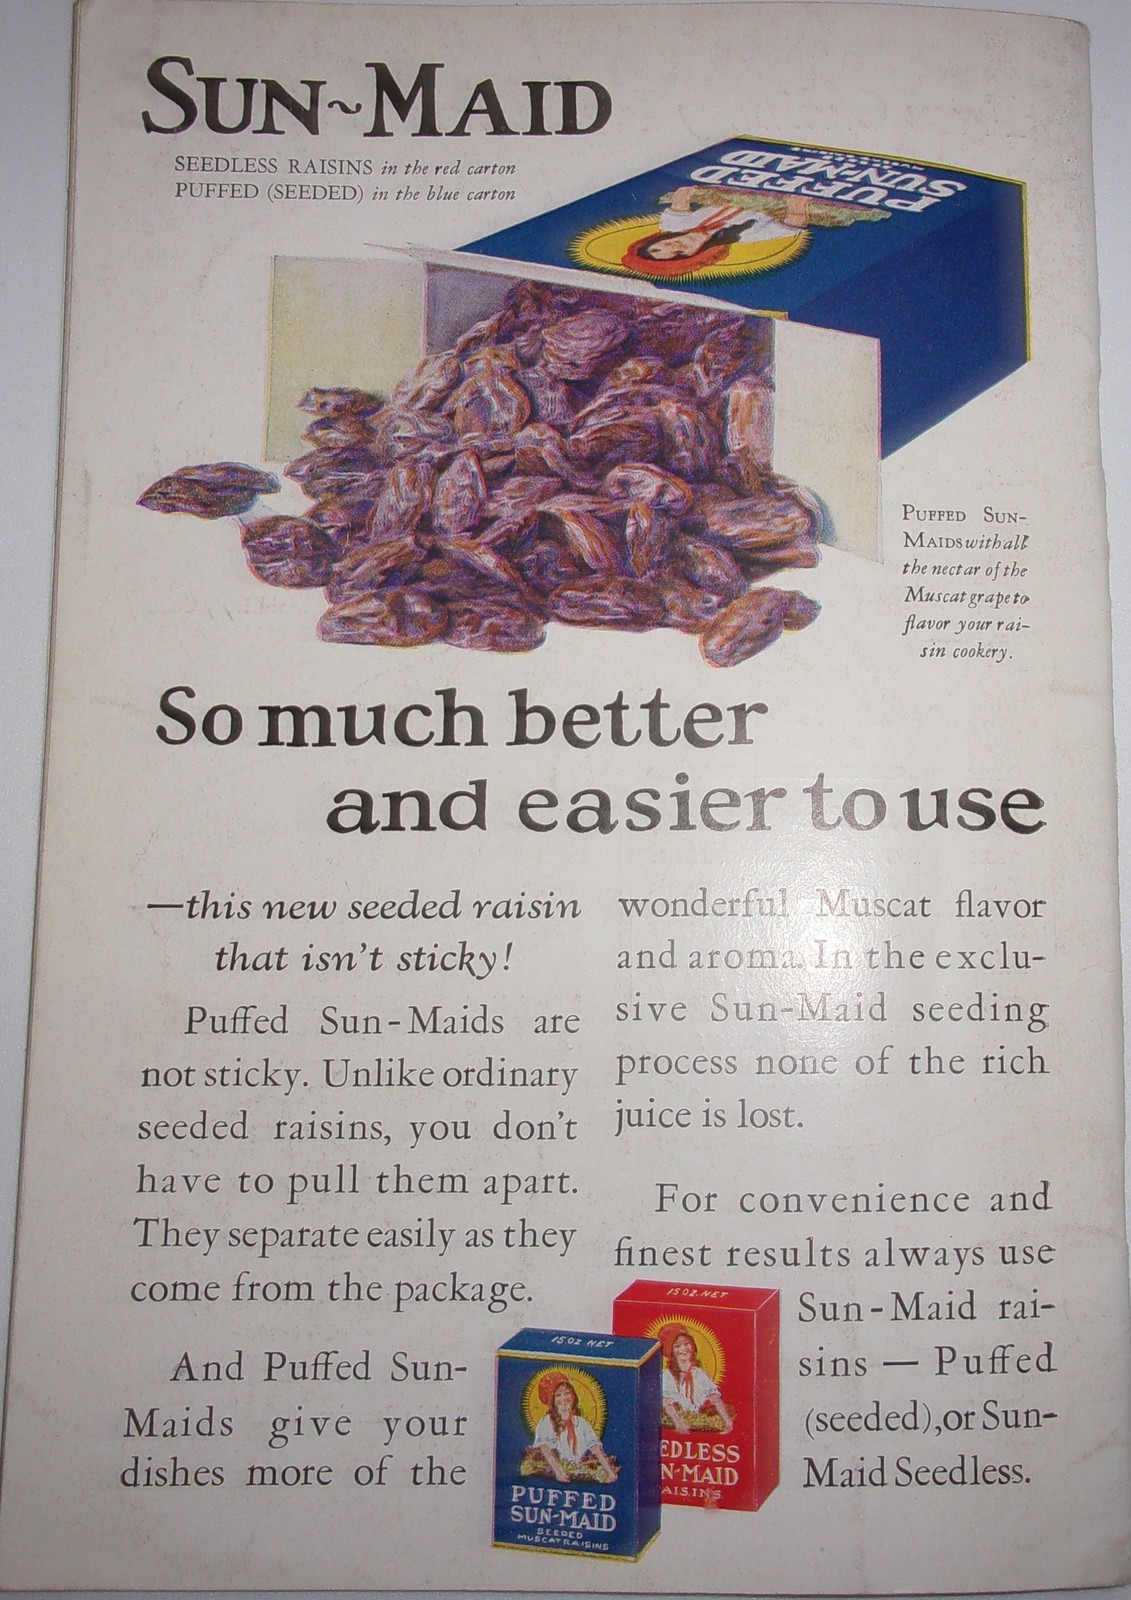 SUN~MAID
SEEDLESS RAISINS in the red carton
PUFFED (SEEDED) in the blue carton
PUFFED
SUN-MAID
PUFFED SUN-
MAIDS with all
the nectar of the
Muscat grape to
flavor your rai-
sin cookery.
So much better
and easier to use
—this new seeded raisin
that isn't sticky!
Puffed Sun-Maids are
not sticky. Unlike ordinary
seeded raisins, you don't
have to pull them apart.
They separate easily as they
come from the package.
And Puffed Sun-
Maids give your
dishes more of the
wonderful Muscat flavor
and aroma. In the exclu-
sive Sun-Maid seeding
process none of the rich
juice is lost.
For convenience and
finest results always use
Sun-Maid rai-
sins — Puffed
(seeded), or Sun-
Maid Seedless.
15 OZ NET
PUFFED
SUN-MAID
SEEDED
MUSCAT RAISINS
15 OZ. NET
EDLESS
N-MAID
AISINS